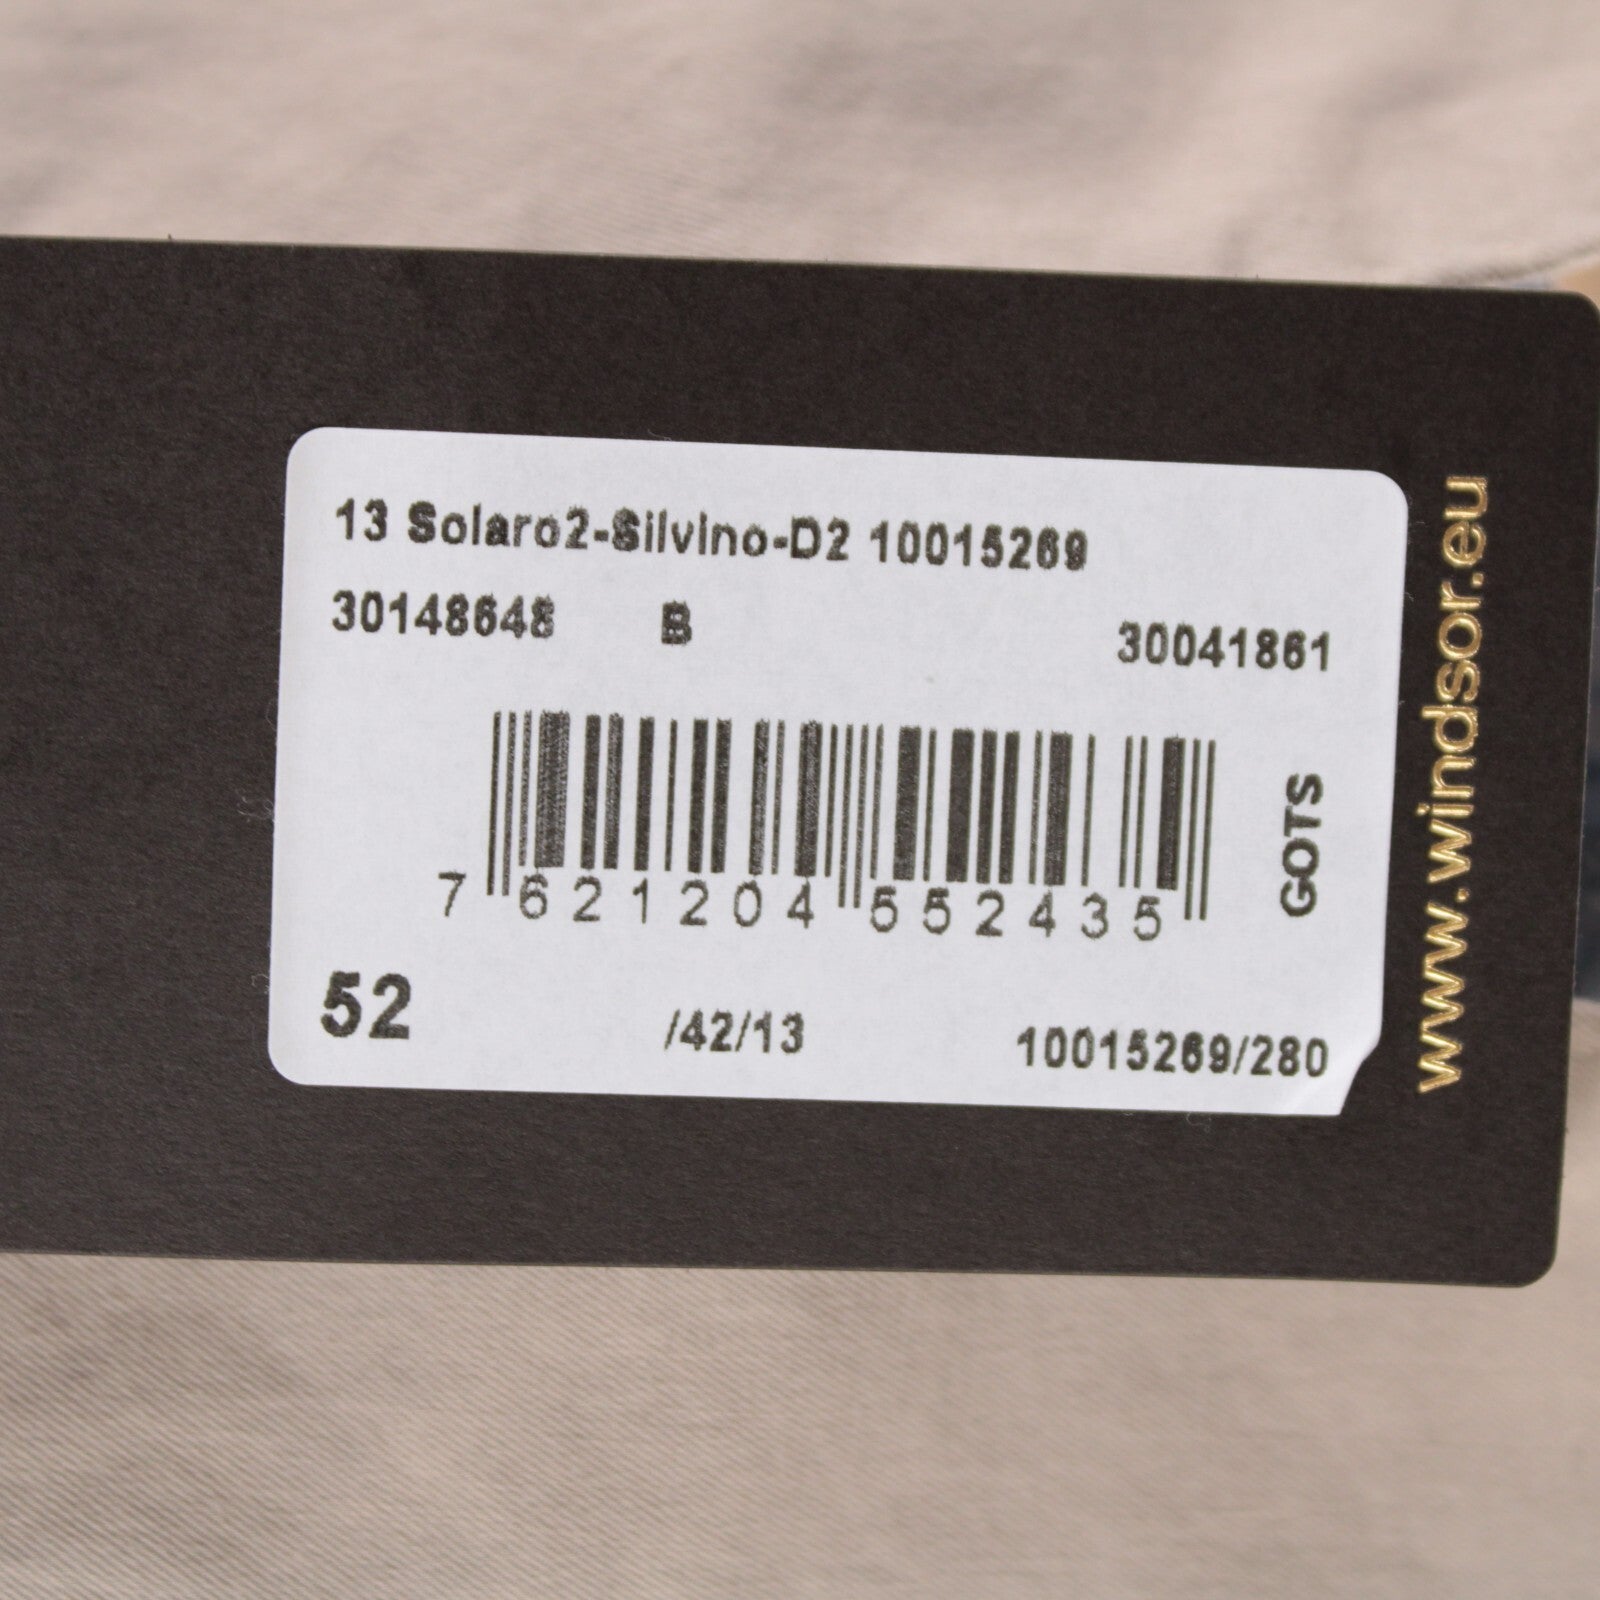 13 Solaro2-Silvino-D2 10015269
30148648 B 30041861
7 621204 552435
GOTS
52 /42/13 10015269/280
www.windsor.eu